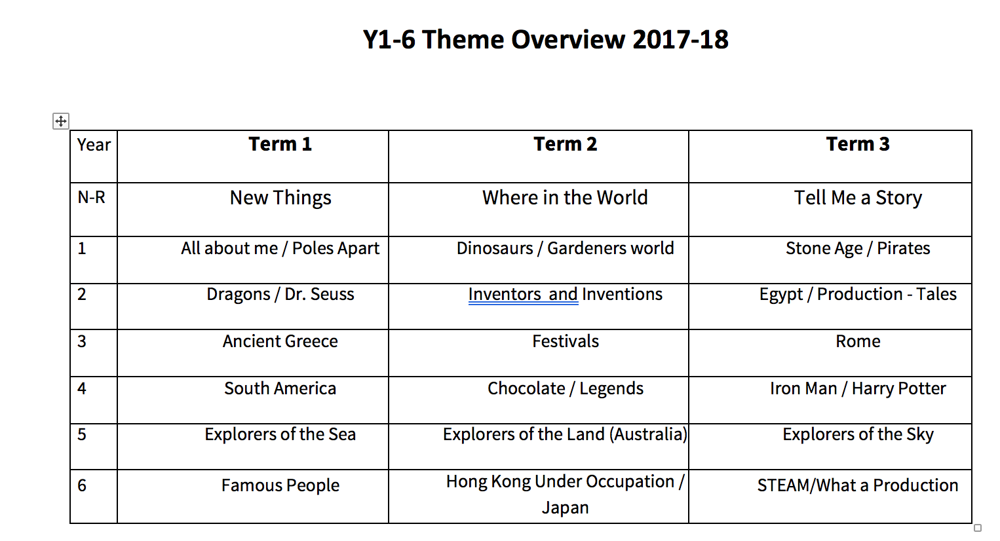 Y1-6 Theme Overview 2017-18
Year Term 1 Term 2 Term 3
N-R New Things Where in the World Tell Me a Story
1 All about me / Poles Apart Dinosaurs / Gardeners world Stone Age / Pirates
2 Dragons / Dr. Seuss Inventors  and Inventions Egypt / Production - Tales
3 Ancient Greece Festivals Rome
4 South America Chocolate / Legends Iron Man / Harry Potter
5 Explorers of the Sea Explorers of the Land (Australia) Explorers of the Sky
6 Famous People Hong Kong Under Occupation / STEAM/What a Production
Japan